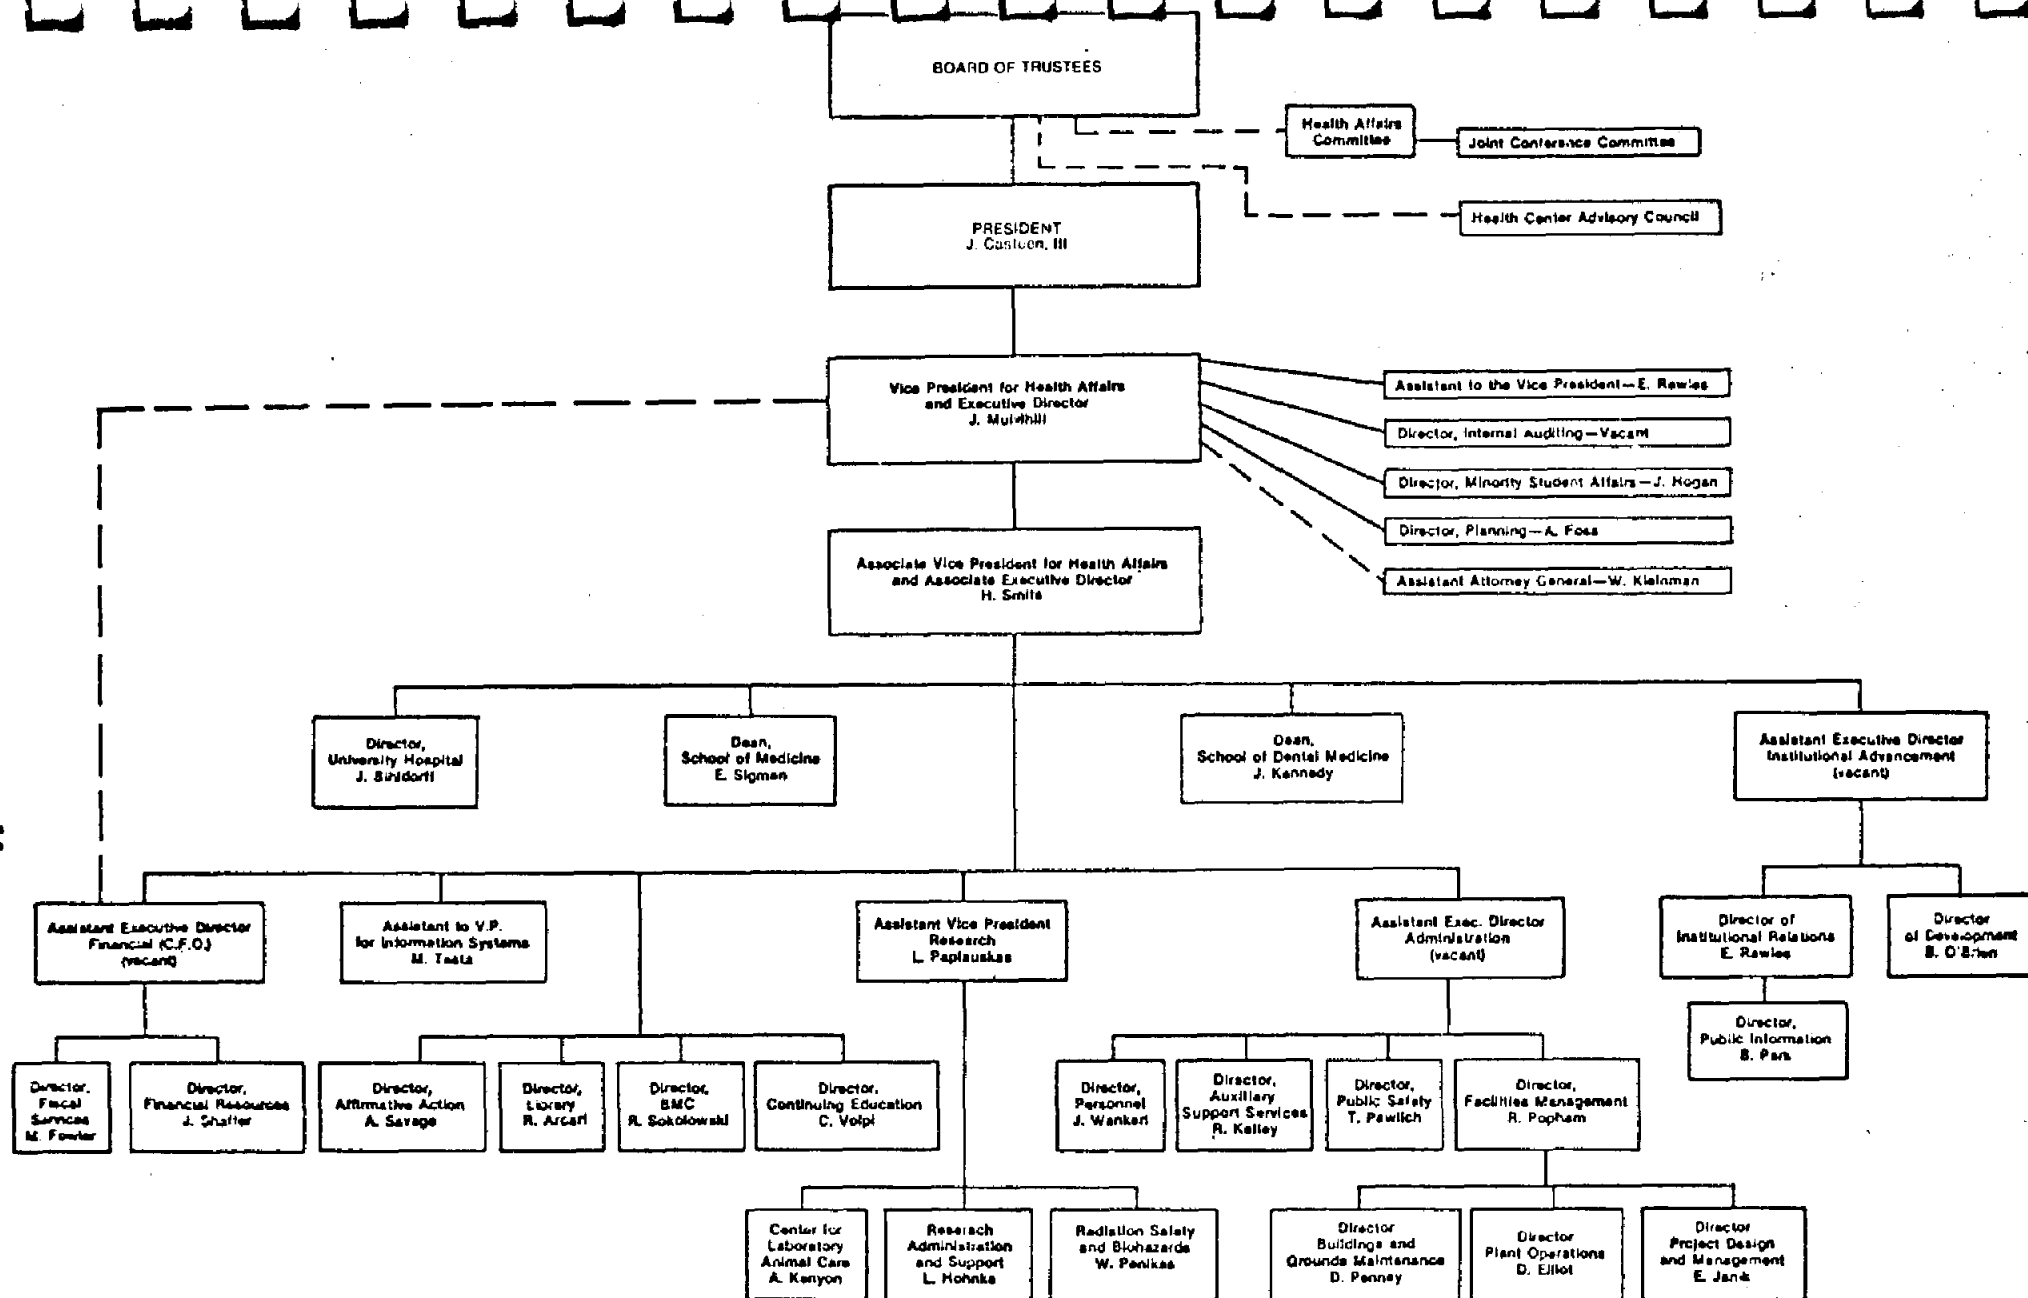 BOARD OF TRUSTEES
Health Affairs
Committee
Joint Conference Committee
Health Center Advisory Council
PRESIDENT
J. Casteen, III
Vice President for Health Affairs
and Executive Director
J. Mulvihill
Assistant to the Vice President—E. Rawles
Director, Internal Auditing—Vacant
Director, Minority Student Affairs—J. Hogan
Director, Planning—A. Foss
Assistant Attorney General—W. Kleinman
Associate Vice President for Health Affairs
and Associate Executive Director
H. Smits
Director,
University Hospital
J.
Dean,
School of Medicine
E. Sigman
Dean,
School of Dental Medicine
J. Kennedy
Assistant Executive Director
Institutional Advancement
(vacant)
Assistant Executive Director
Financial (C.F.O.)
(vacant)
Assistant to V.P.
for Information Systems
M. Testa
Assistant Vice President
Research
L. Paplauskas
Assistant Exec. Director
Administration
(vacant)
Director of
Institutional Relations
E. Rawles
Director
of Development
B. O'Brien
Director,
Public Information
B.
Director,
Fiscal
Services
M. Fowler
Director,
Financial Resources
J. Shaffer
Director,
Affirmative Action
A. Savage
Director,
Library
R. Arcari
Director,
BMC
R. Sokolowski
Director,
Continuing Education
C. Volpi
Director,
Personnel
J. Wankerl
Director,
Auxiliary
Support Services
R. Kelley
Director,
Public Safety
T. Pawlich
Director,
Facilities Management
R. Popham
Center for
Laboratory
Animal Care
A. Kenyon
Research
Administration
and Support
L. Hohnke
Radiation Safety
and Biohazards
W. Penikas
Director
Buildings and
Grounds Maintenance
D. Penney
Director
Plant Operations
D. Elliot
Director
Project Design
and Management
E. Janik